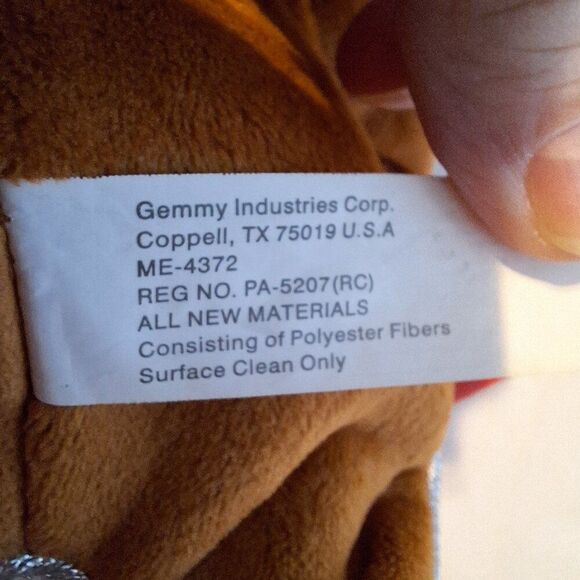 Gemmy Industries Corp.
Coppell, TX 75019 U.S.A
ME-4372
REG NO. PA-5207(RC)
ALL NEW MATERIALS
Consisting of Polyester Fibers
Surface Clean Only